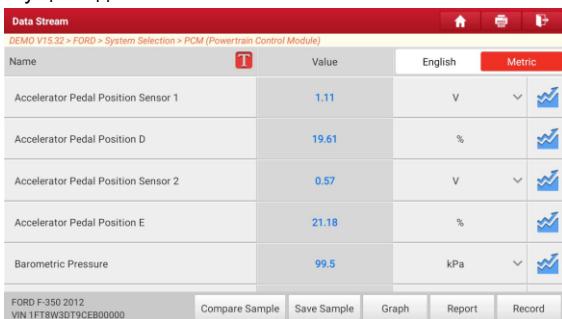 Data Stream
DEMO V15.32 > FORD > System Selection > PCM (Powertrain Control Module)
Name T Value English Metric
Accelerator Pedal Position Sensor 1 1.11 V
Accelerator Pedal Position D 19.61 %
Accelerator Pedal Position Sensor 2 0.57 V
Accelerator Pedal Position E 21.18 %
Barometric Pressure 99.5 kPa
FORD F-350 2012
VIN 1FT8W3DT9CEB00000
Compare Sample Save Sample Graph Report Record